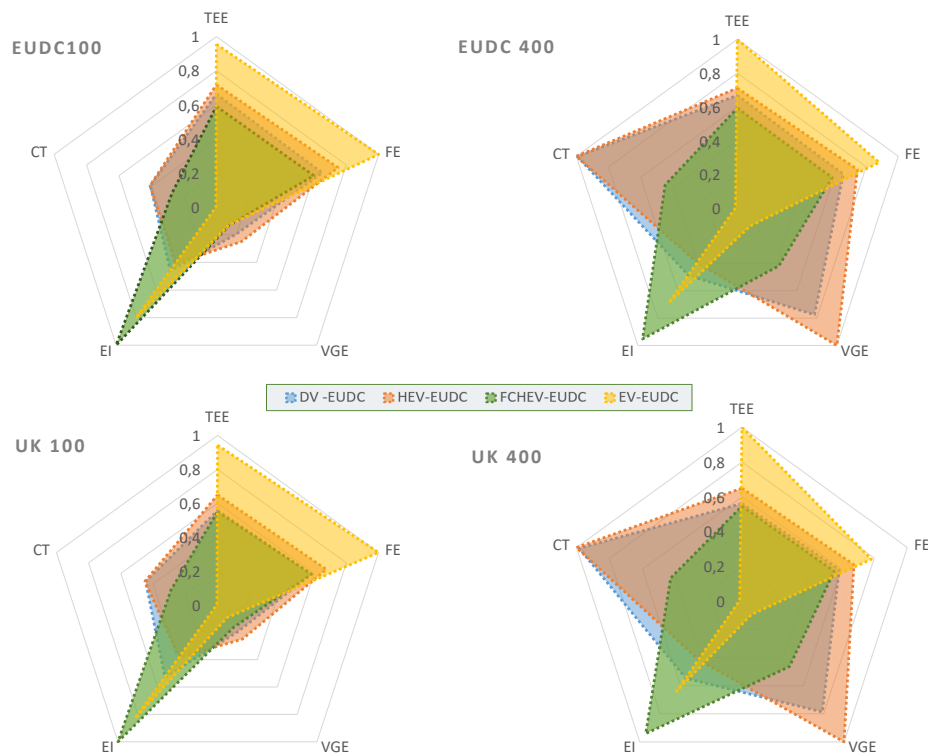 EUDC100
TEE
1
0,8
0,6
0,4
0,2
0
FE
VGE
EI
CT
EUDC 400
TEE
1
0,8
0,6
0,4
0,2
0
FE
VGE
EI
CT
DV -EUDC HEV-EUDC FCHEV-EUDC EV-EUDC
UK 100
TEE
1
0,8
0,6
0,4
0,2
0
FE
VGE
EI
CT
UK 400
TEE
1
0,8
0,6
0,4
0,2
0
FE
VGE
EI
CT